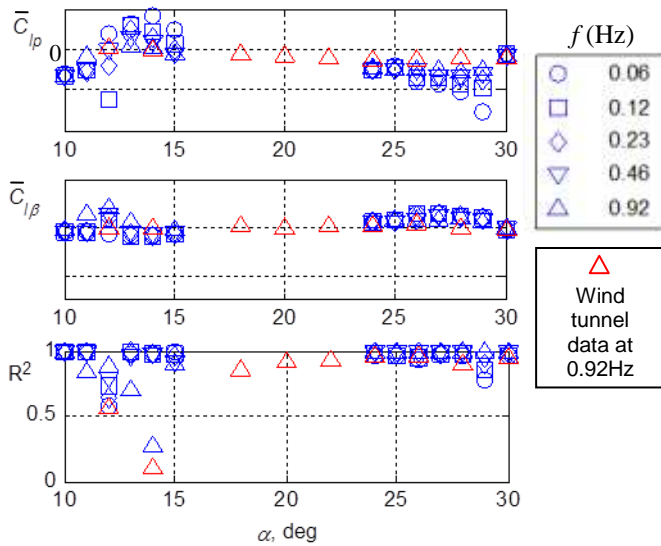 C̄lp
0
10 15 20 25 30
C̄lβ
10 15 20 25 30
1
R²
0.5
0
10 15 20 25 30
α, deg
f (Hz)
0.06
0.12
0.23
0.46
0.92
Wind
tunnel
data at
0.92Hz